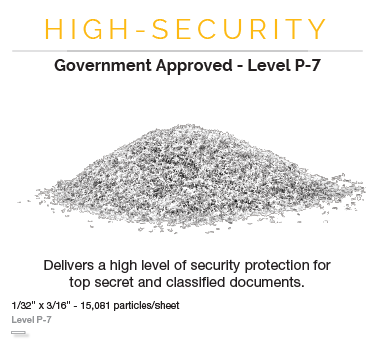 HIGH-SECURITY
Government Approved - Level P-7
Delivers a high level of security protection for
top secret and classified documents.
1/32" x 3/16" - 15,081 particles/sheet
Level P-7